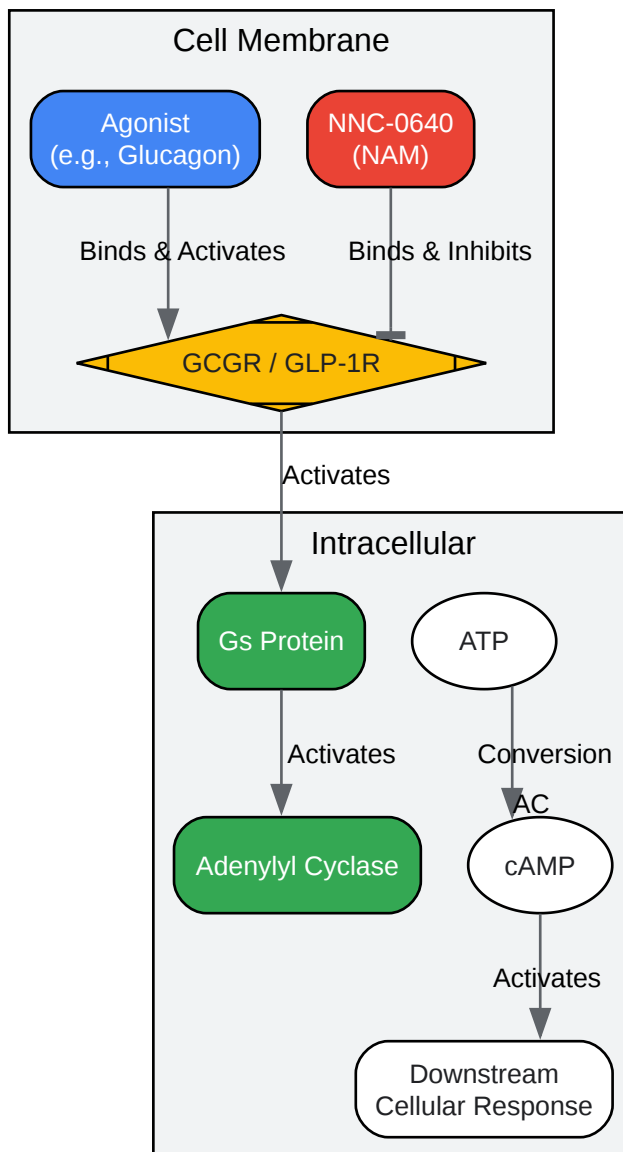 Cell Membrane
Agonist
(e.g., Glucagon)
NNC-0640
(NAM)
Binds & Activates
Binds & Inhibits
GCGR / GLP-1R
Activates
Intracellular
Gs Protein
ATP
Activates
Conversion
AC
Adenylyl Cyclase
cAMP
Activates
Downstream
Cellular Response